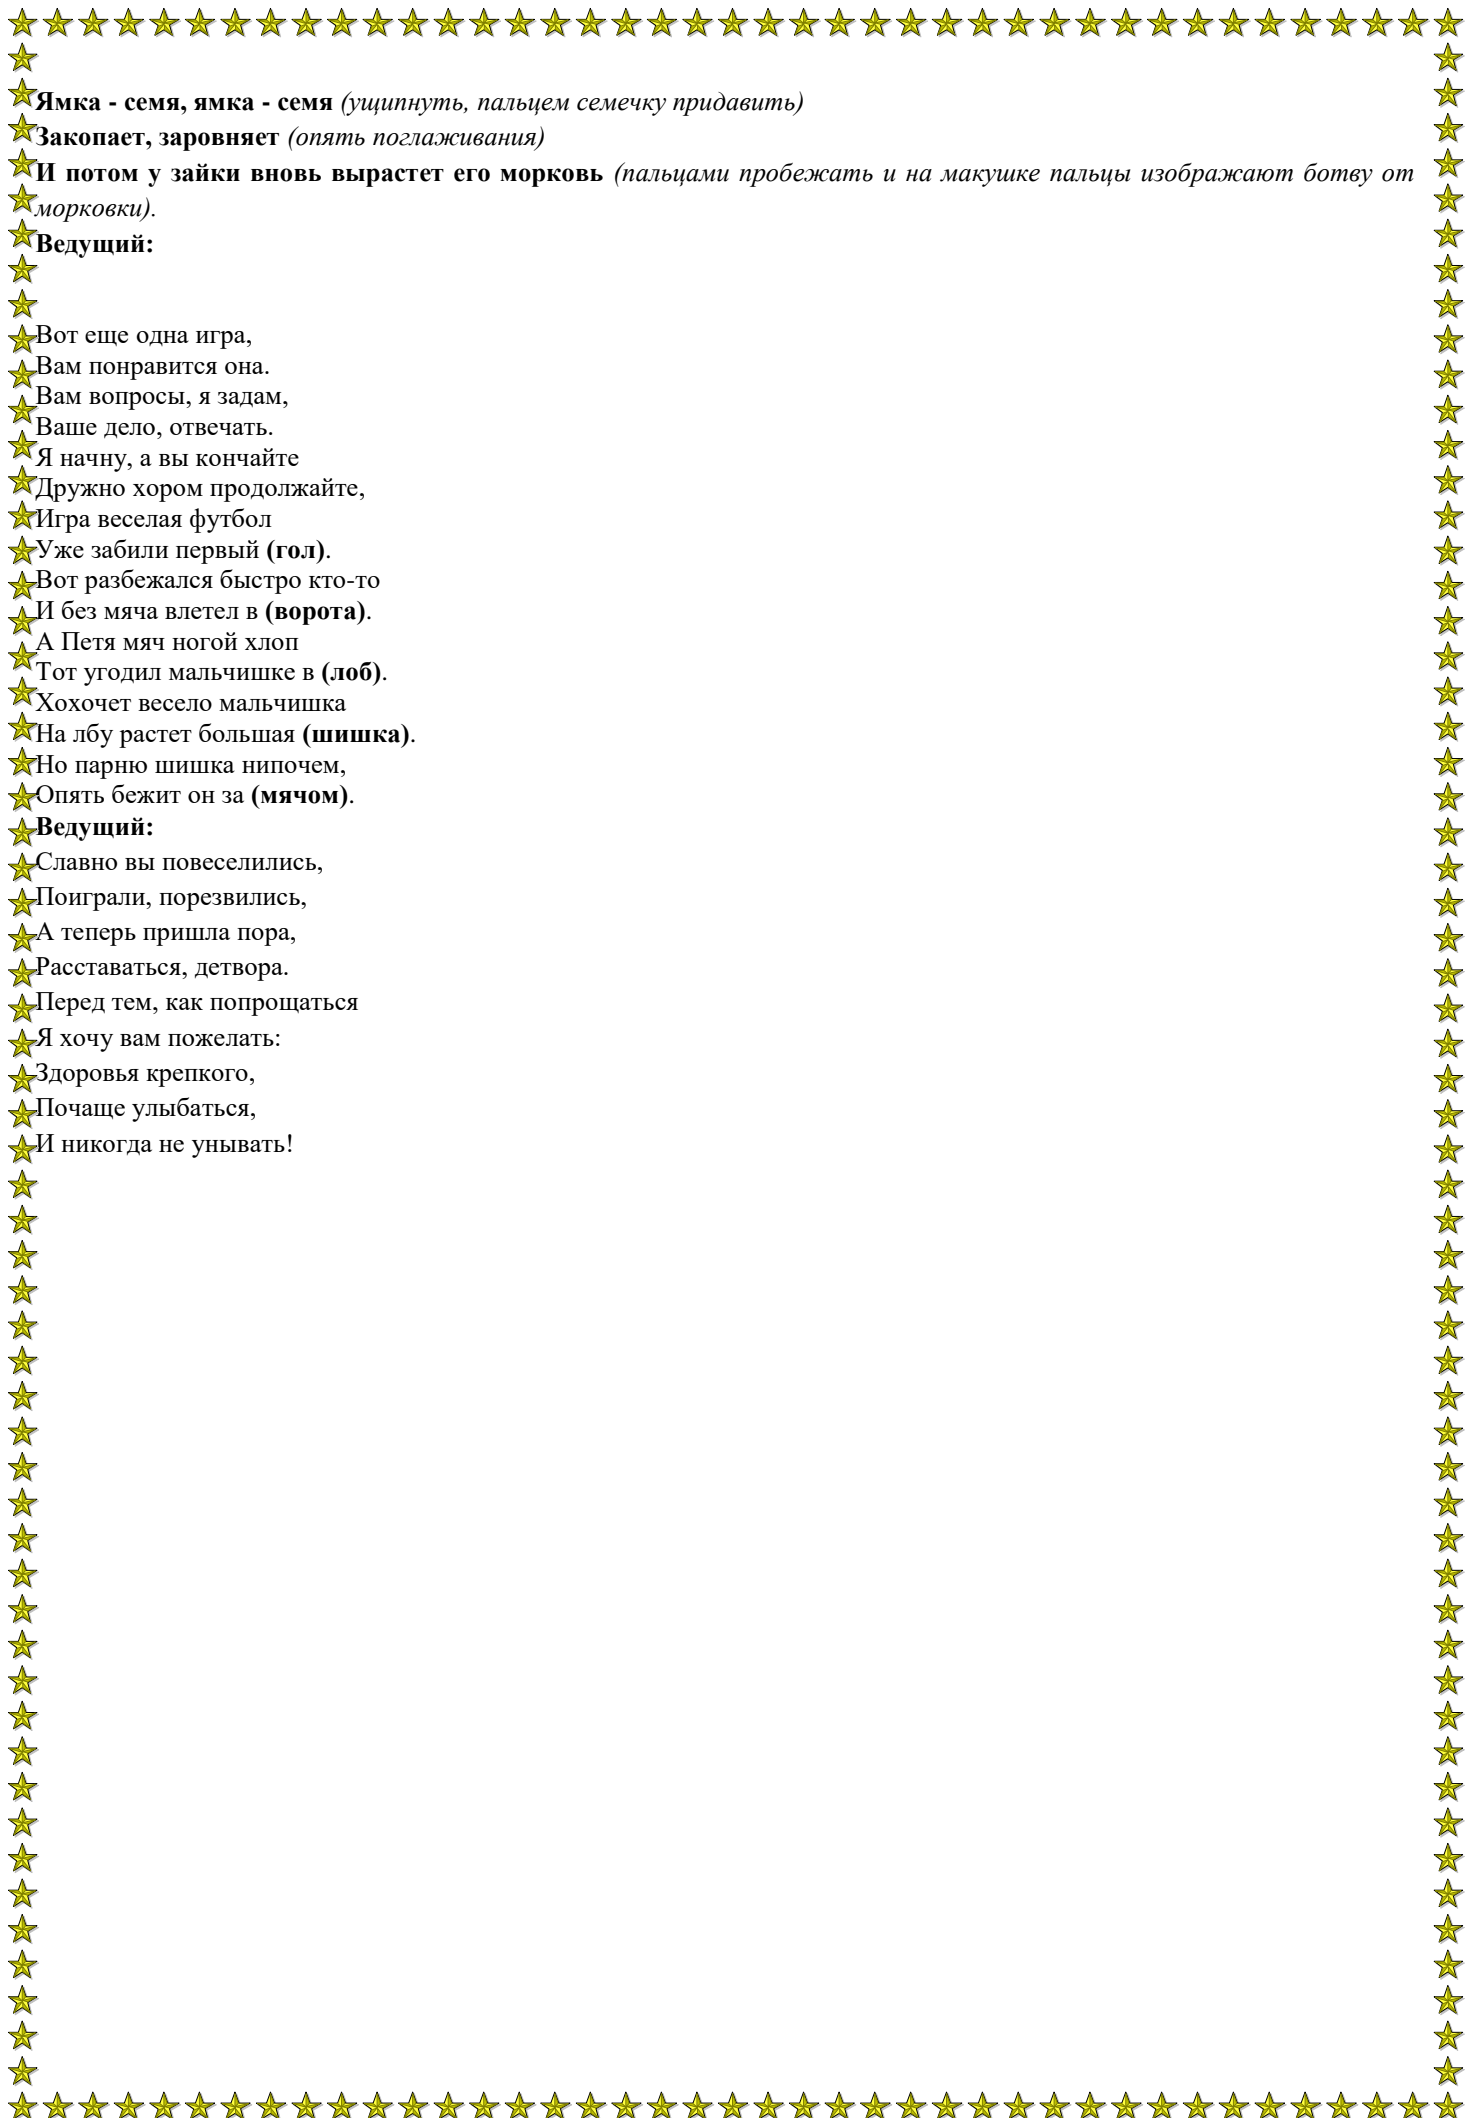 Ямка - семя, ямка - семя (ущипнуть, пальцем семечку придавить)
Закопает, заровняет (опять поглаживания)
И потом у зайки вновь вырастет его морковь (пальцами пробежать и на макушке пальцы изображают ботву от
морковки).
Ведущий:
Вот еще одна игра,
Вам понравится она.
Вам вопросы, я задам,
Ваше дело, отвечать.
Я начну, а вы кончайте
Дружно хором продолжайте,
Игра веселая футбол
Уже забили первый (гол).
Вот разбежался быстро кто-то
И без мяча влетел в (ворота).
А Петя мяч ногой хлоп
Тот угодил мальчишке в (лоб).
Хохочет весело мальчишка
На лбу растет большая (шишка).
Но парню шишка нипочем,
Опять бежит он за (мячом).
Ведущий:
Славно вы повеселились,
Поиграли, порезвились,
А теперь пришла пора,
Расставаться, детвора.
Перед тем, как попрощаться
Я хочу вам пожелать:
Здоровья крепкого,
Почаще улыбаться,
И никогда не унывать!